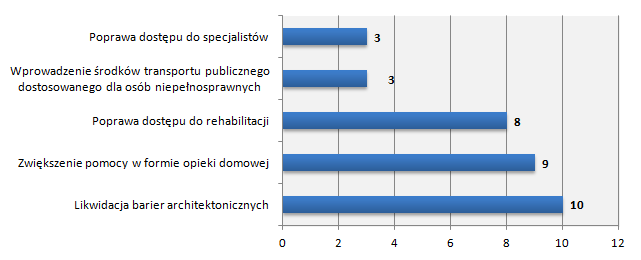 Poprawa dostępu do specjalistów
3
Wprowadzenie środków transportu publicznego
dostosowanego dla osób niepełnosprawnych
3
Poprawa dostępu do rehabilitacji
8
Zwiększenie pomocy w formie opieki domowej
9
Likwidacja barier architektonicznych
10
0 2 4 6 8 10 12